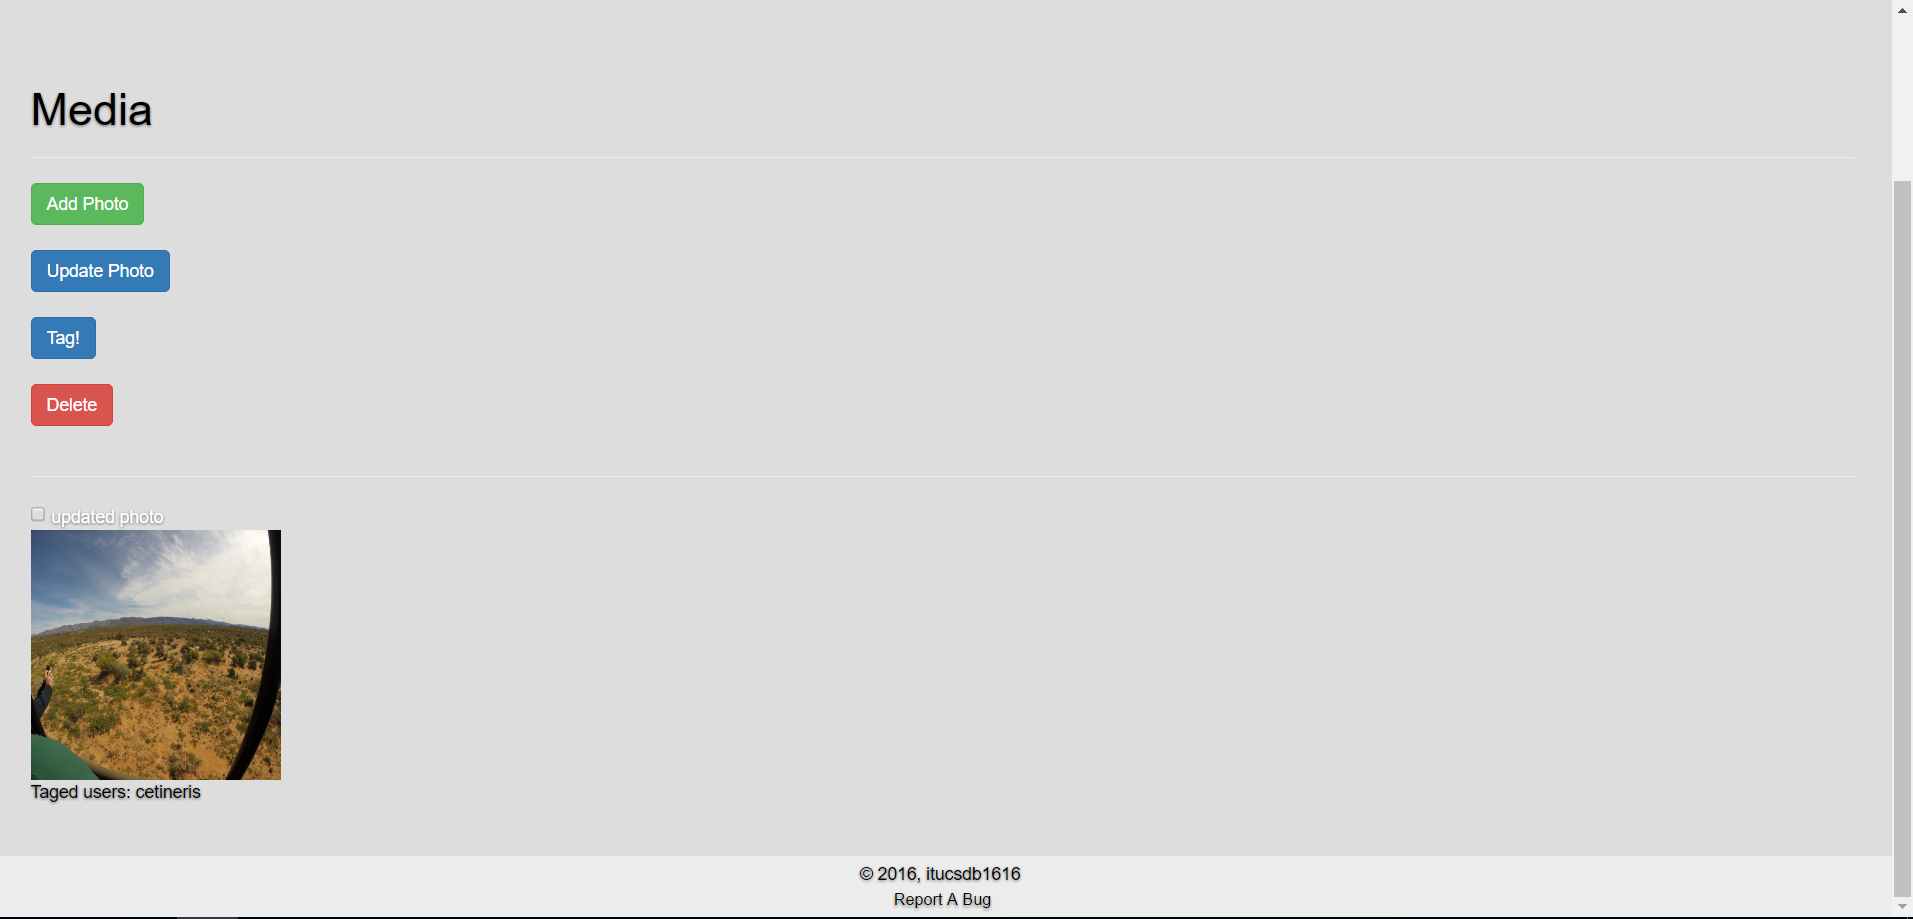 Media
Add Photo
Update Photo
Tag!
Delete
updated photo
Taged users: cetineris
© 2016, itucsdb1616
Report A Bug